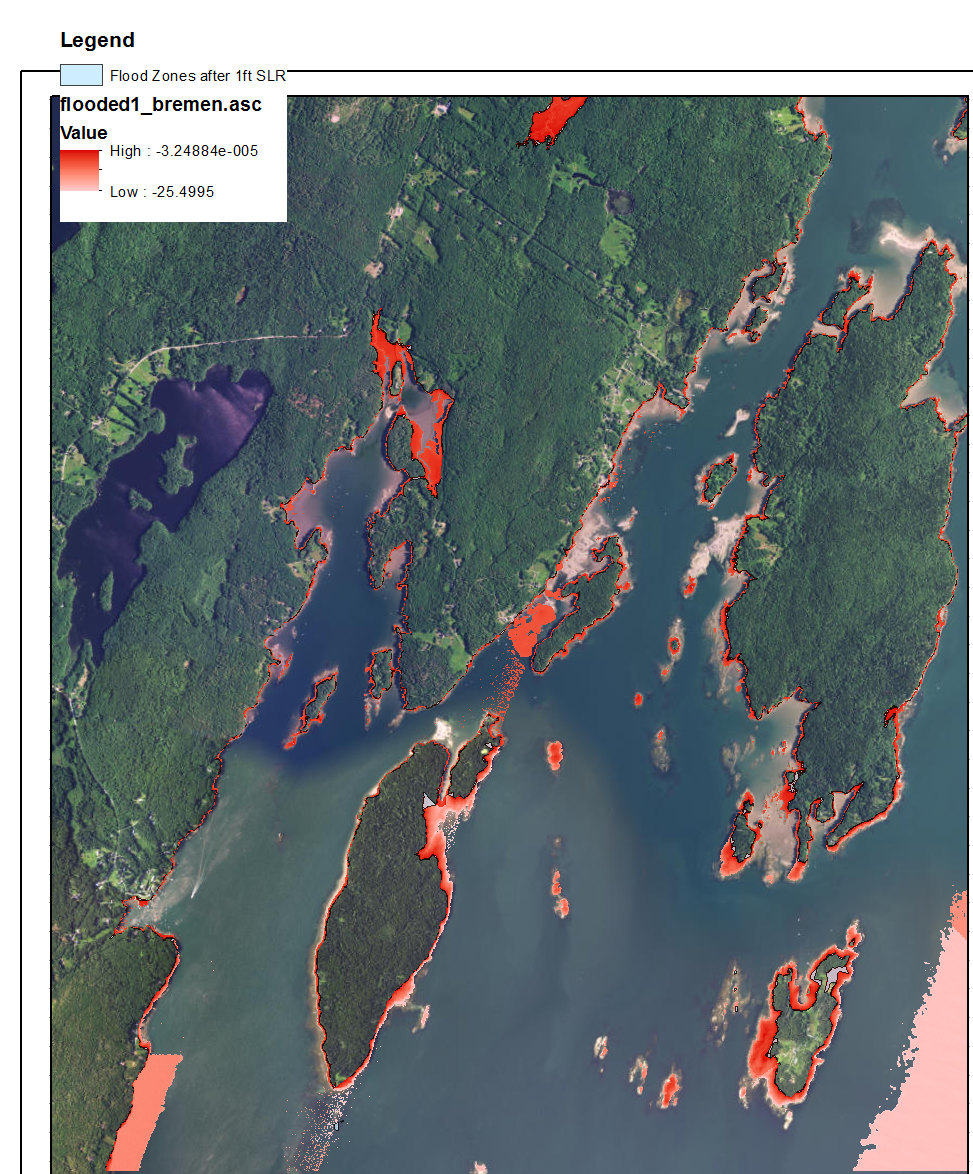 Legend
Flood Zones after 1ft SLR
flooded1_bremen.asc
Value
High : -3.24884e-005
Low : -25.4995